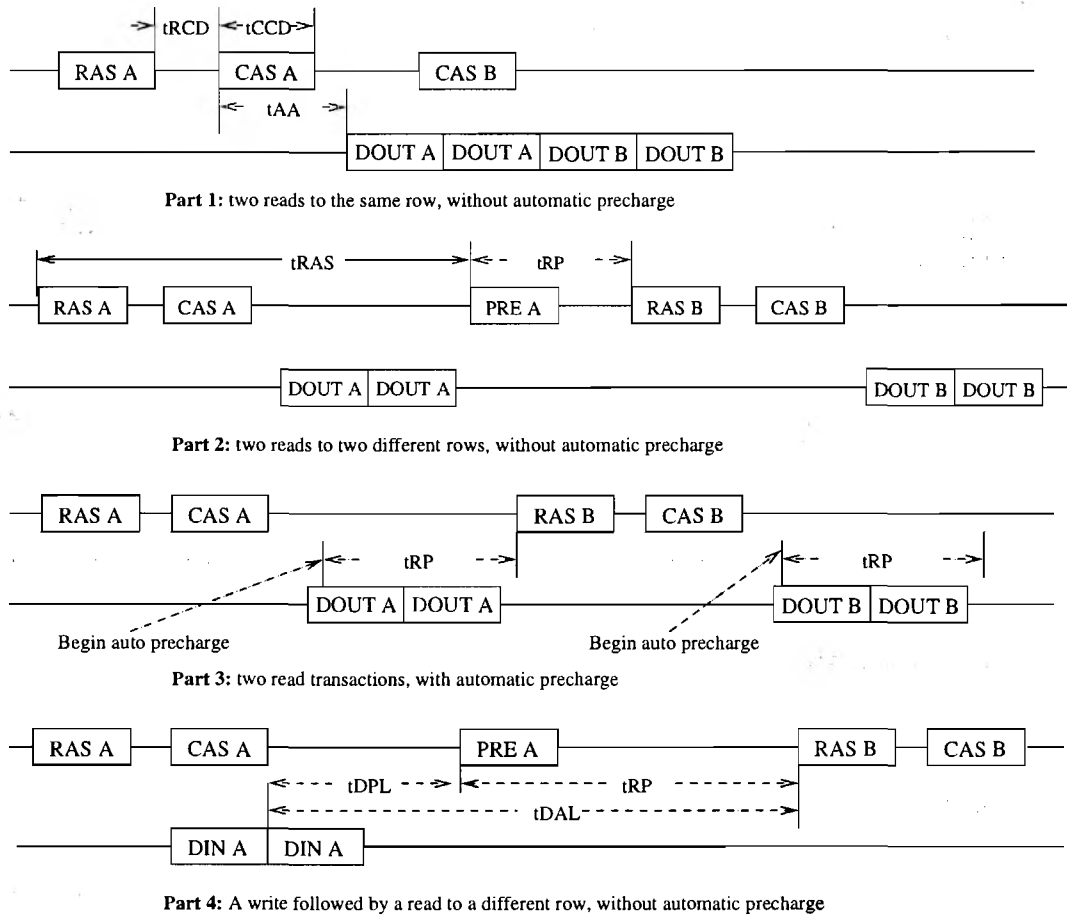 tRCD tCCD
RAS A CAS A CAS B
tAA
DOUT A DOUT A DOUT B DOUT B
Part 1: two reads to the same row, without automatic precharge
tRAS tRP
RAS A CAS A PRE A RAS B CAS B
DOUT A DOUT A DOUT B DOUT B
Part 2: two reads to two different rows, without automatic precharge
RAS A CAS A RAS B CAS B
tRP tRP
DOUT A DOUT A DOUT B DOUT B
Begin auto precharge Begin auto precharge
Part 3: two read transactions, with automatic precharge
RAS A CAS A PRE A RAS B CAS B
tDPL tRP
tDAL
DIN A DIN A
Part 4: A write followed by a read to a different row, without automatic precharge